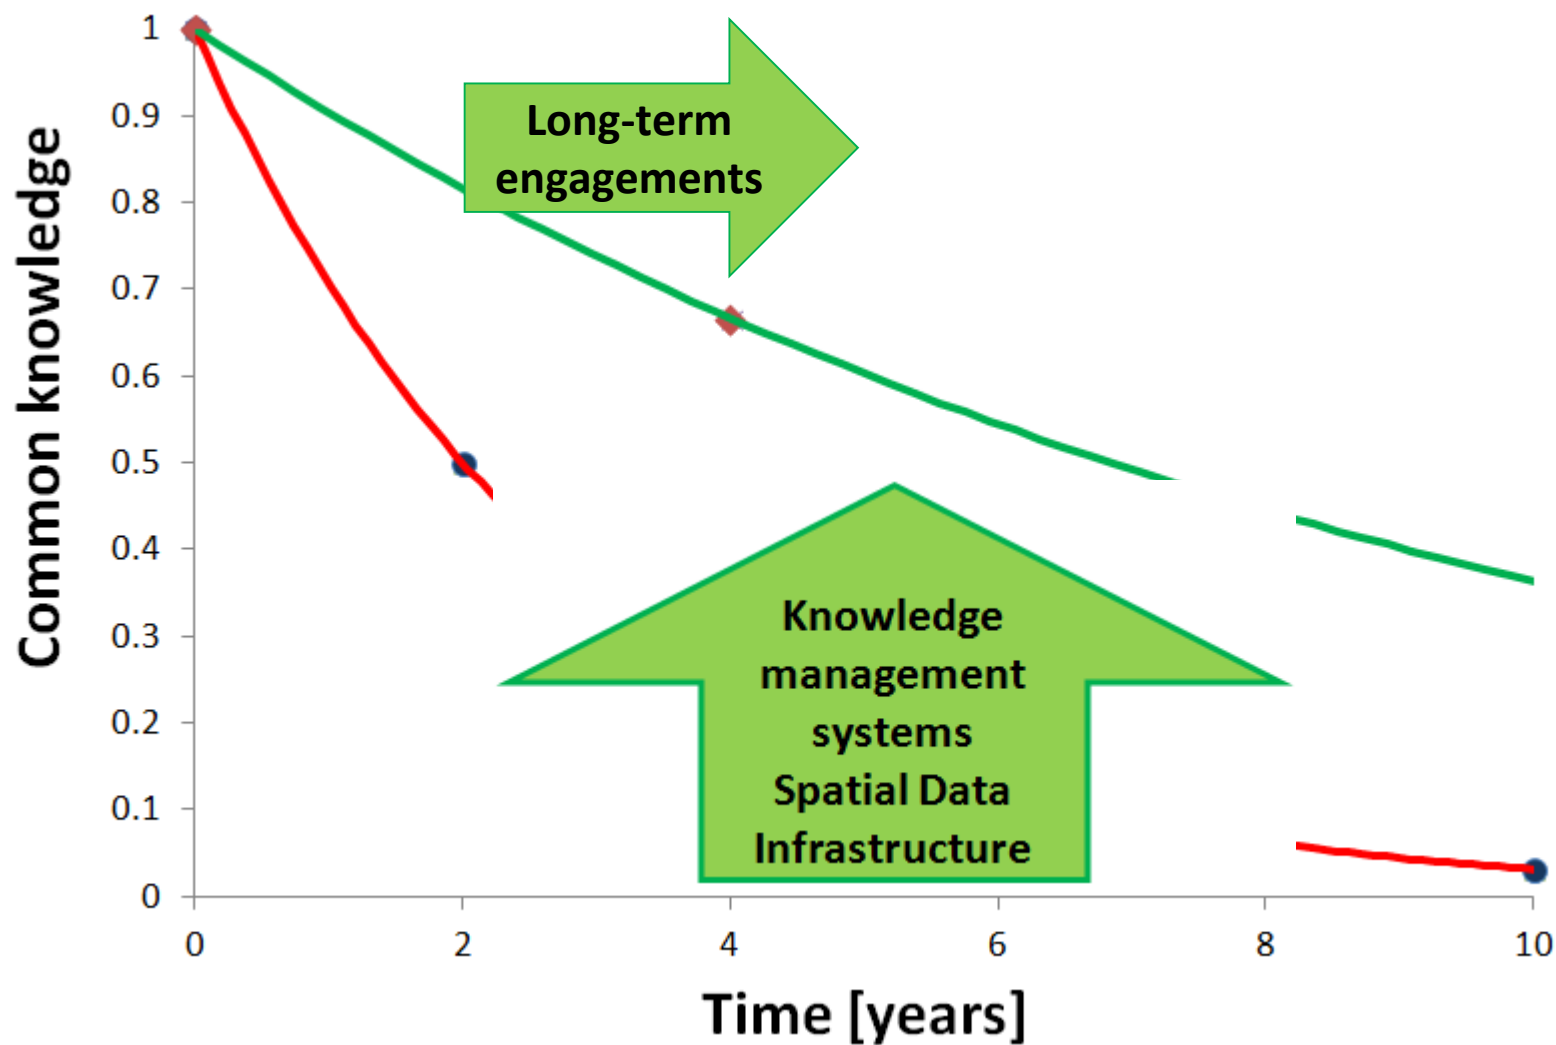 Common knowledge
1
0.9
0.8
0.7
0.6
0.5
0.4
0.3
0.2
0.1
0
Long-term
engagements
Knowledge
management
systems
Spatial Data
Infrastructure
0 2 4 6 8 10
Time [years]